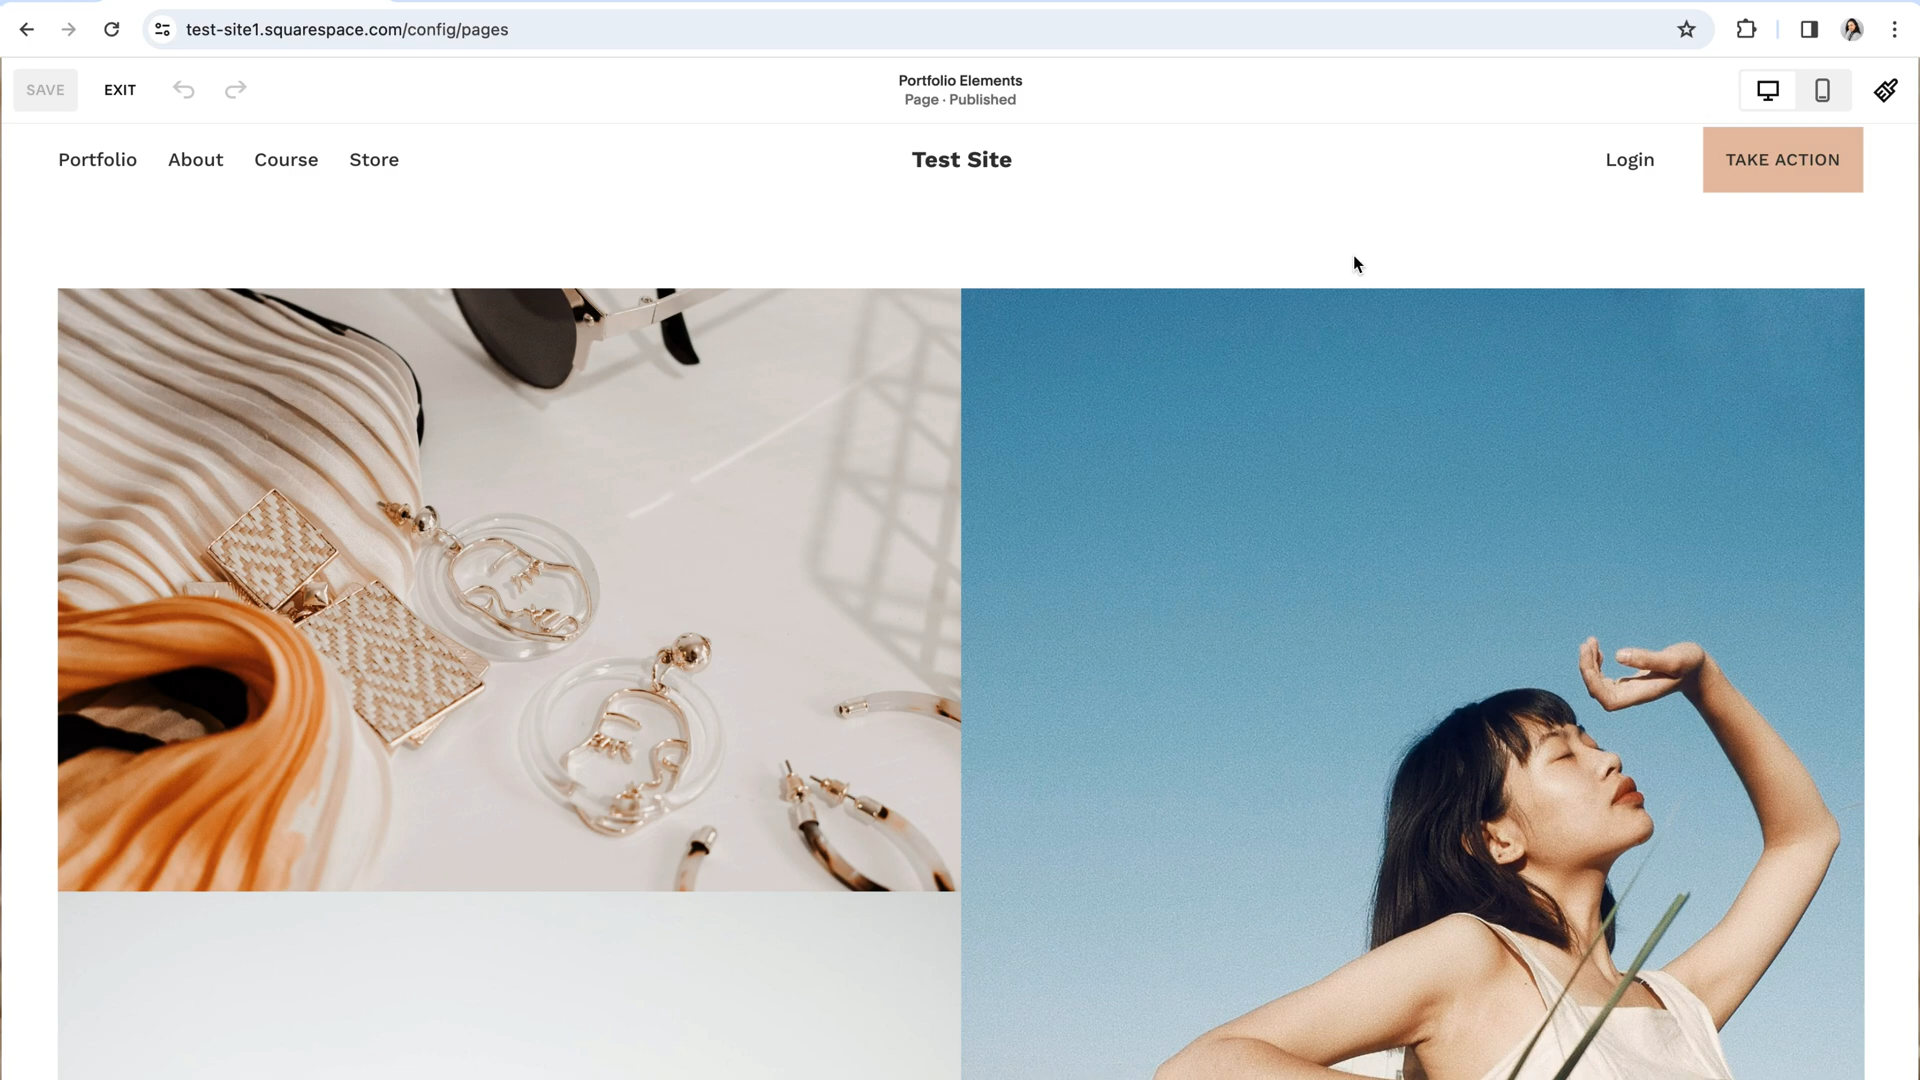 test-site1.squarespace.com/config/pages
SAVE
EXIT
Portfolio Elements
Page · Published
Portfolio
About
Course
Store
Test Site
Login
TAKE ACTION